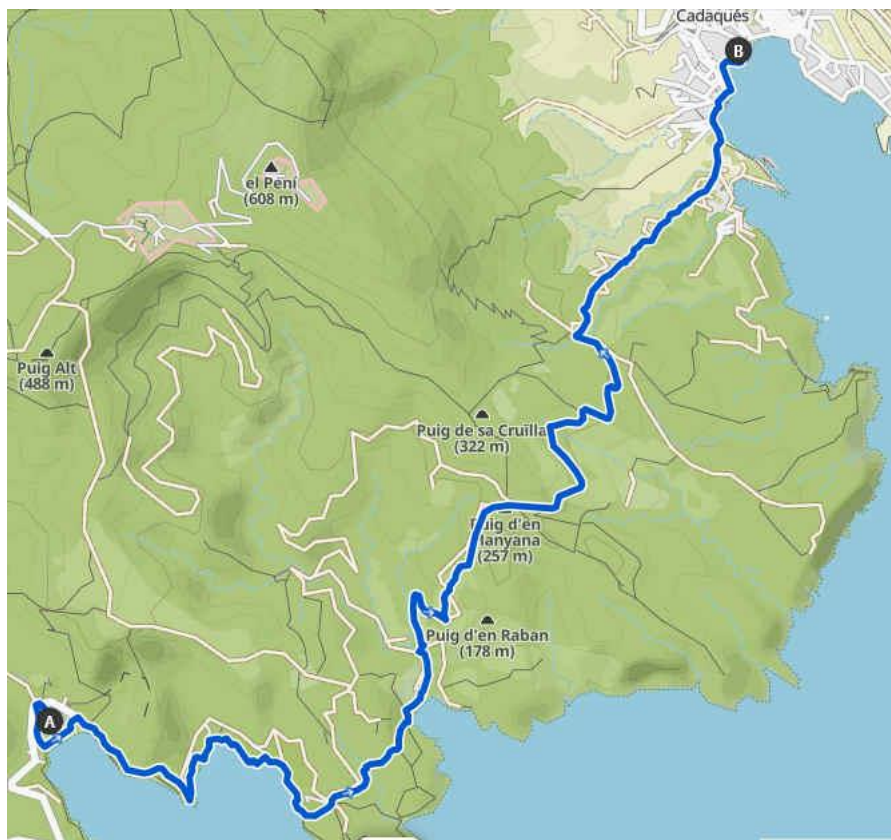 Cadaqués
B
el Pení
(608 m)
Puig Alt
(488 m)
Puig de sa Cruïlla
(322 m)
Puig d'en
(257 m)
Puig d'en Raban
(178 m)
A